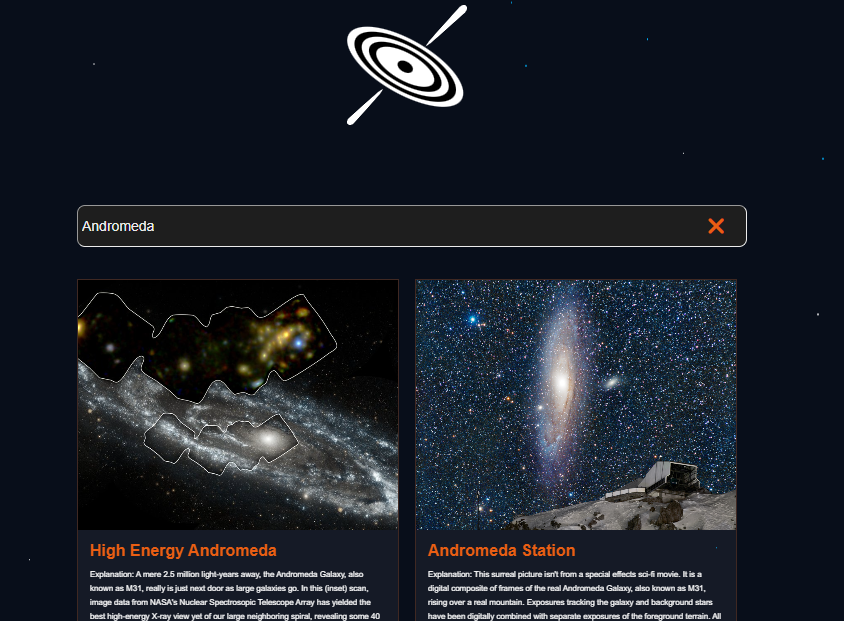 Andromeda
High Energy Andromeda
Explanation: A mere 2.5 million light-years away, the Andromeda Galaxy, also
known as M31, really is just next door as large galaxies go. In this (inset) scan,
image data from NASA's Nuclear Spectrosopic Telescope Array has yielded the
best high-energy X-ray view yet of our large neighboring spiral, revealing some 40
Andromeda Station
Explanation: This surreal picture isn't from a special effects sci-fi movie. It is a
digital composite of frames of the real Andromeda Galaxy, also known as M31,
rising over a real mountain. Exposures tracking the galaxy and background stars
have been digitally combined with separate exposures of the foreground terrain. All